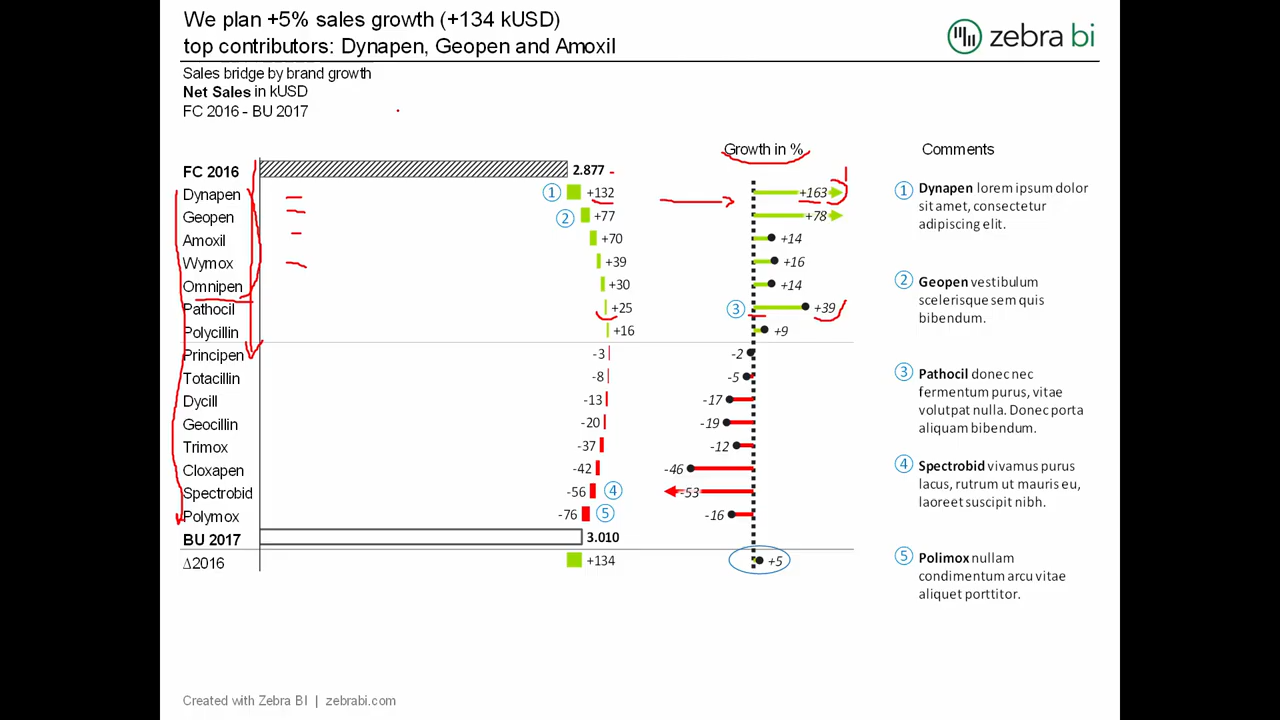 We plan +5% sales growth (+134 kUSD)
top contributors: Dynapen, Geopen and Amoxil
zebra bi
Sales bridge by brand growth
Net Sales in kUSD
FC 2016 - BU 2017
Growth in %
Comments
FC 2016 2.877
Dynapen 1 +132 +163
Geopen 2 +77 +78
Amoxil +70 +14
Wymox +39 +16
Omnipen +30 +14
Pathocil +25 3 +39
Polycillin +16 +9
Principen -3 -2
Totacillin -8 -5
Dycill -13 -17
Geocillin -20 -19
Trimox -37 -12
Cloxapen -42 -46
Spectrobid -56 4 -53
Polymox -76 5 -16
BU 2017 3.010
Δ2016 +134 +5
1 Dynapen lorem ipsum dolor
sit amet, consectetur
adipiscing elit.
2 Geopen vestibulum
scelerisque sem quis
bibendum.
3 Pathocil donec nec
fermentum purus, vitae
volutpat nulla. Donec porta
aliquam bibendum.
4 Spectrobid vivamus purus
lacus, rutrum ut mauris eu,
laoreet suscipit nibh.
5 Polimox nullam
condimentum arcu vitae
aliquet porttitor.
Created with Zebra BI | zebrabi.com